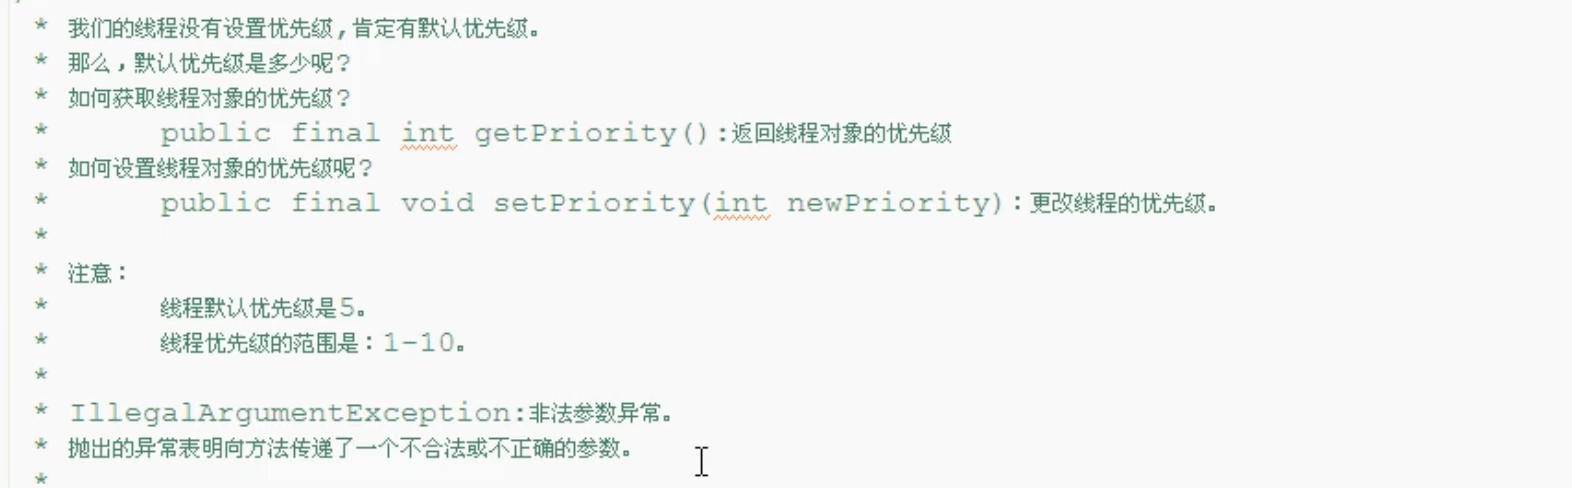 * 我们的线程没有设置优先级,肯定有默认优先级。
* 那么,默认优先级是多少呢?
* 如何获取线程对象的优先级?
* public final int getPriority():返回线程对象的优先级
* 如何设置线程对象的优先级呢?
* public final void setPriority(int newPriority):更改线程的优先级。
*
* 注意:
* 线程默认优先级是5。
* 线程优先级的范围是:1-10。
*
* IllegalArgumentException:非法参数异常。
* 抛出的异常表明向方法传递了一个不合法或不正确的参数。
*